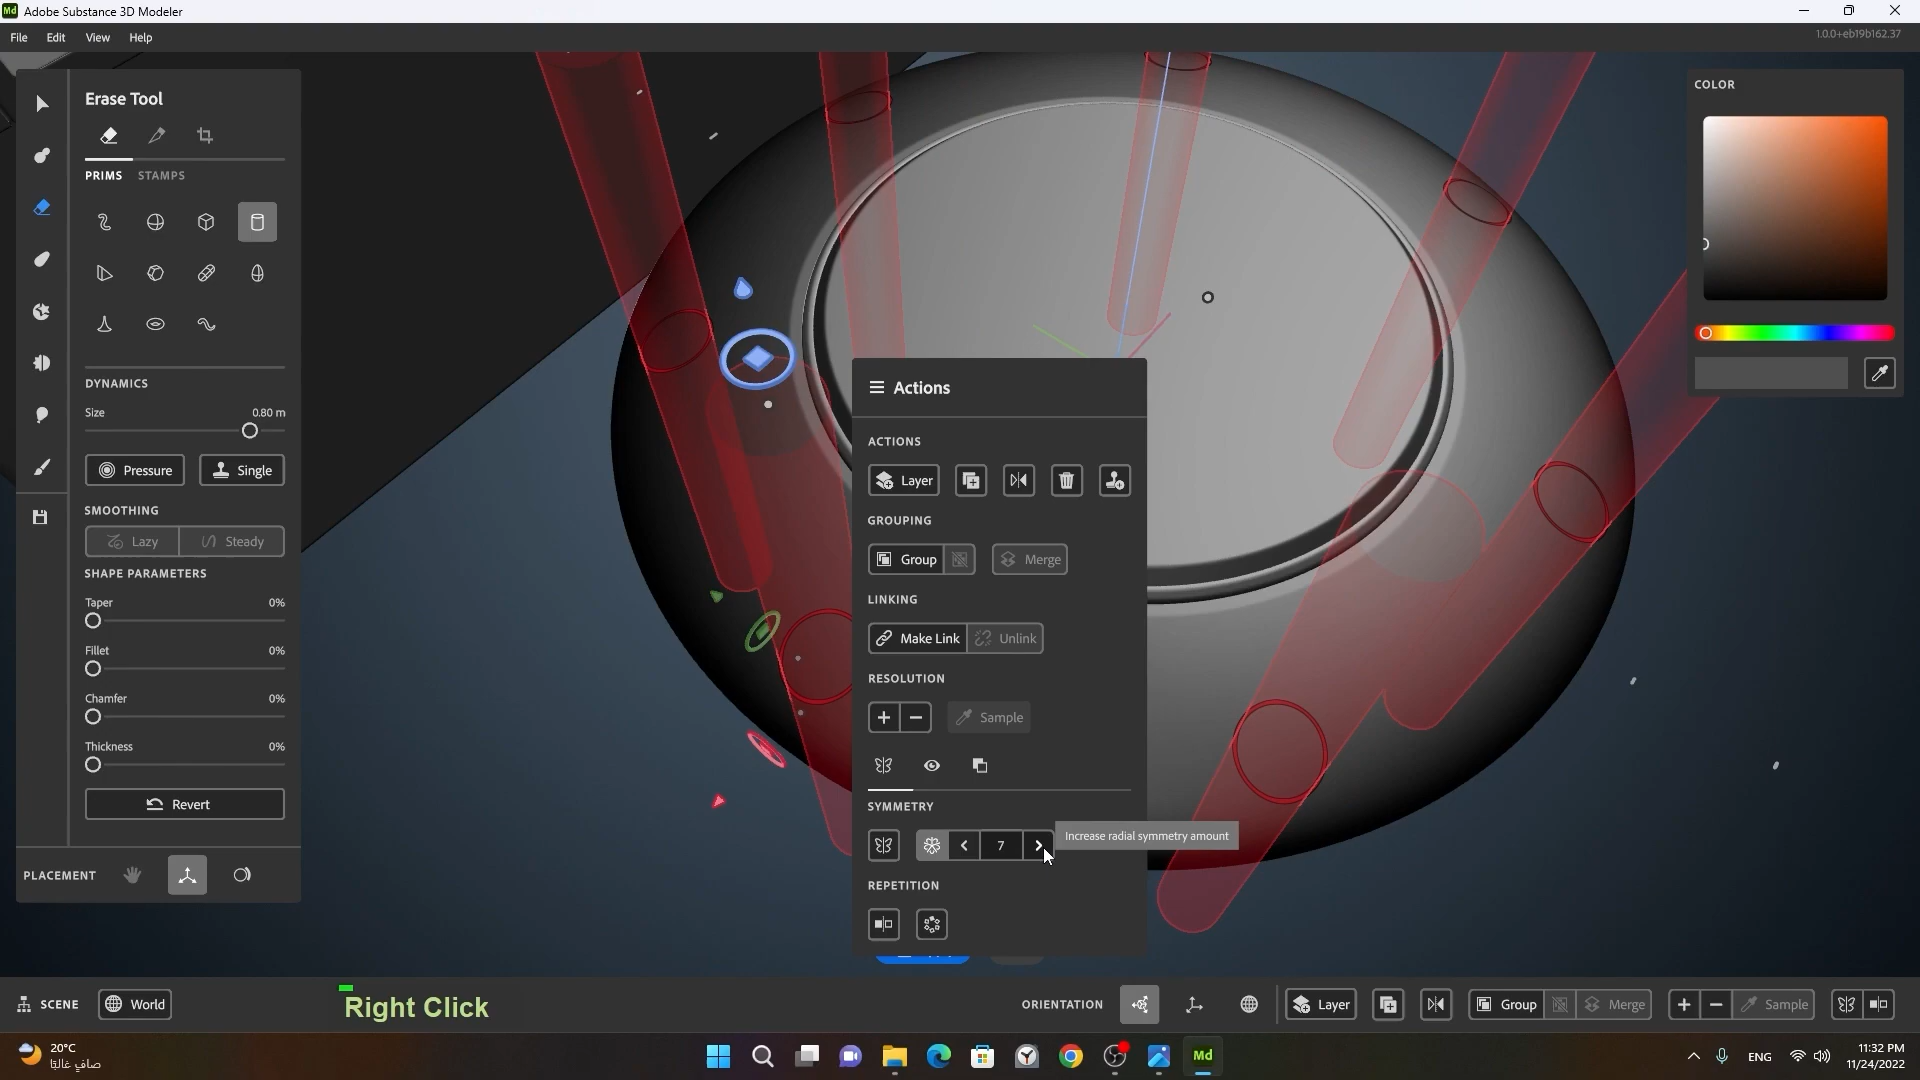 Md Adobe Substance 3D Modeler
File Edit View Help
1.0.0+eb19b162.37
Erase Tool
PRIMS STAMPS
DYNAMICS
Size 0.80 m
Pressure Single
SMOOTHING
Lazy Steady
SHAPE PARAMETERS
Taper 0%
Fillet 0%
Chamfer 0%
Thickness 0%
Revert
PLACEMENT
COLOR
Actions
ACTIONS
Layer
GROUPING
Group Merge
LINKING
Make Link Unlink
RESOLUTION
+ − Sample
SYMMETRY
7
Increase radial symmetry amount
REPETITION
SCENE World
Right Click
ORIENTATION
Layer Group Merge + − Sample
20°C
صافٍ غالبًا
Md
ENG
11:32 PM
11/24/2022